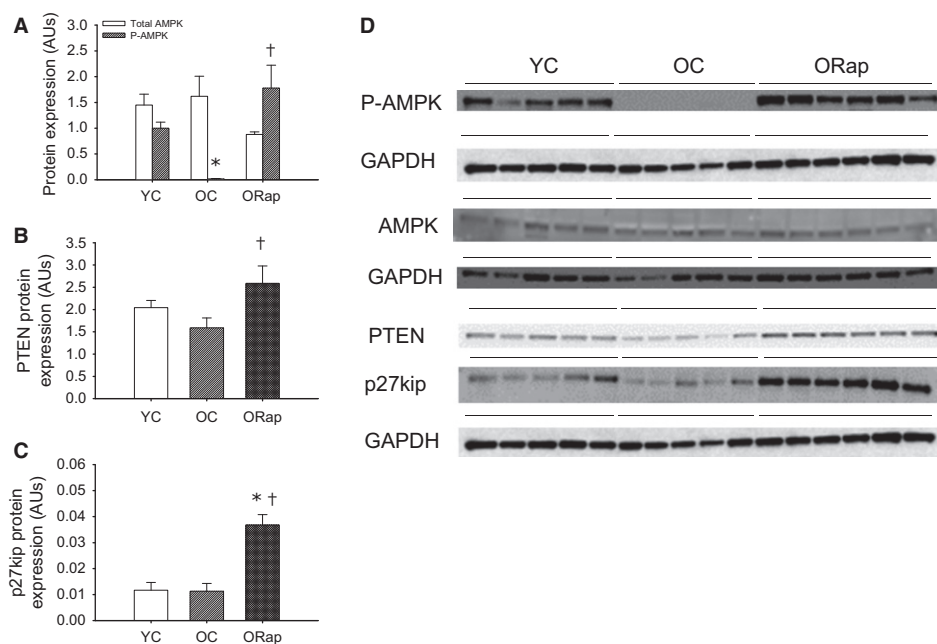 A
Protein expression (AUs)
3.0
2.5
2.0
1.5
1.0
0.5
0.0
Total AMPK
P-AMPK
*
†
YC OC ORap
B
PTEN protein
expression (AUs)
4.0
3.5
3.0
2.5
2.0
1.5
1.0
0.5
0.0
†
YC OC ORap
C
p27kip protein
expression (AUs)
0.06
0.05
0.04
0.03
0.02
0.01
0.00
* †
YC OC ORap
D
YC OC ORap
P-AMPK
GAPDH
AMPK
GAPDH
PTEN
p27kip
GAPDH